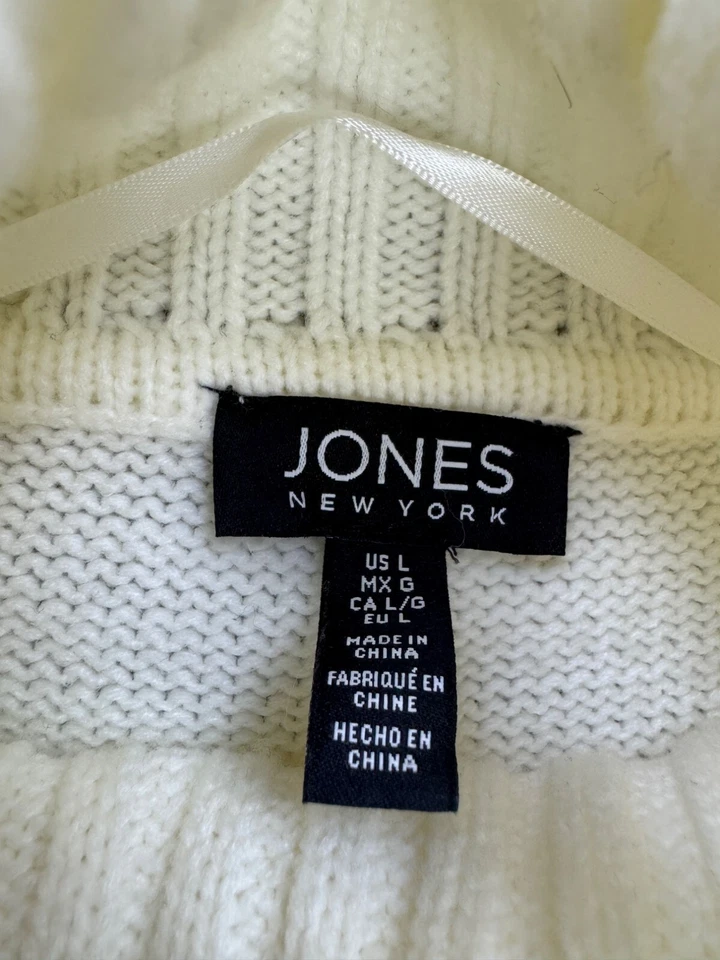 JONES
NEW YORK
US L
MX G
CA L/G
EU L
MADE IN
CHINA
FABRIQUÉ EN
CHINE
HECHO EN
CHINA